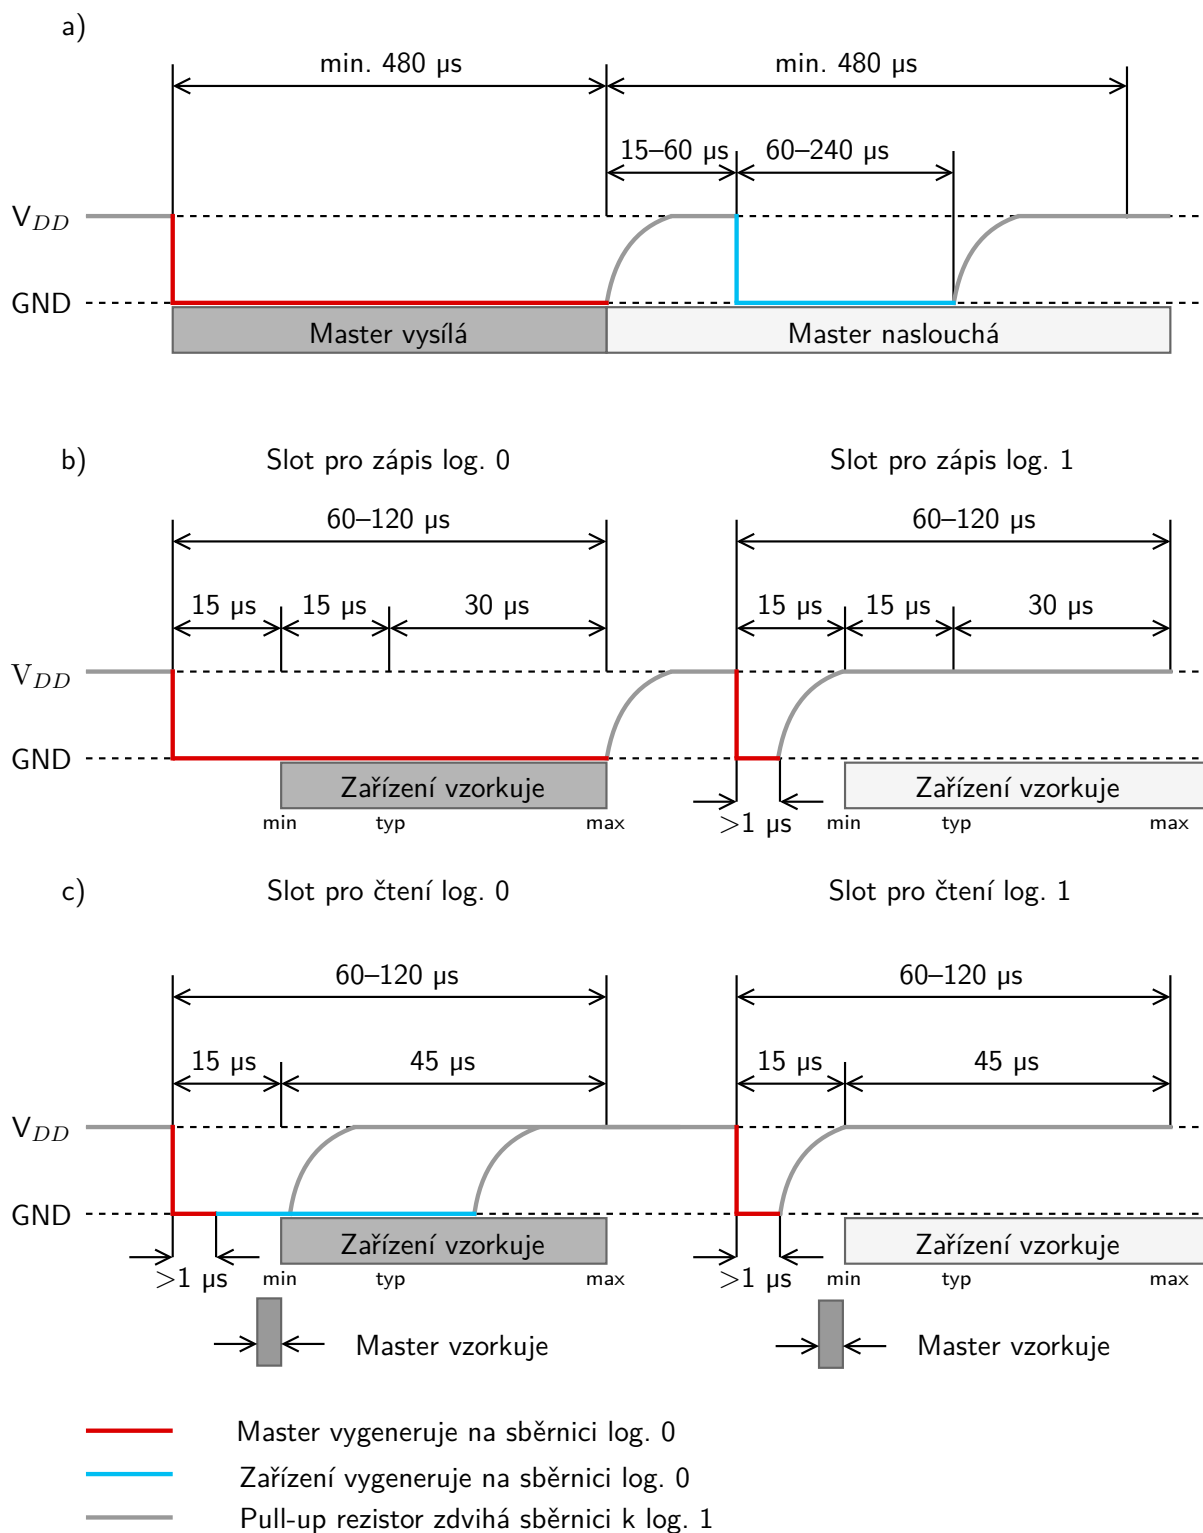 a)
min. 480 µs min. 480 µs
15–60 µs 60–240 µs
V_DD
GND
Master vysílá Master naslouchá
b) Slot pro zápis log. 0 Slot pro zápis log. 1
60–120 µs 60–120 µs
15 µs 15 µs 30 µs 15 µs 15 µs 30 µs
V_DD
GND
Zařízení vzorkuje Zařízení vzorkuje
min typ max >1 µs min typ max
c) Slot pro čtení log. 0 Slot pro čtení log. 1
60–120 µs 60–120 µs
15 µs 45 µs 15 µs 45 µs
V_DD
GND
Zařízení vzorkuje Zařízení vzorkuje
>1 µs min typ max >1 µs min typ max
Master vzorkuje Master vzorkuje
Master vygeneruje na sběrnici log. 0
Zařízení vygeneruje na sběrnici log. 0
Pull-up rezistor zdvihá sběrnici k log. 1